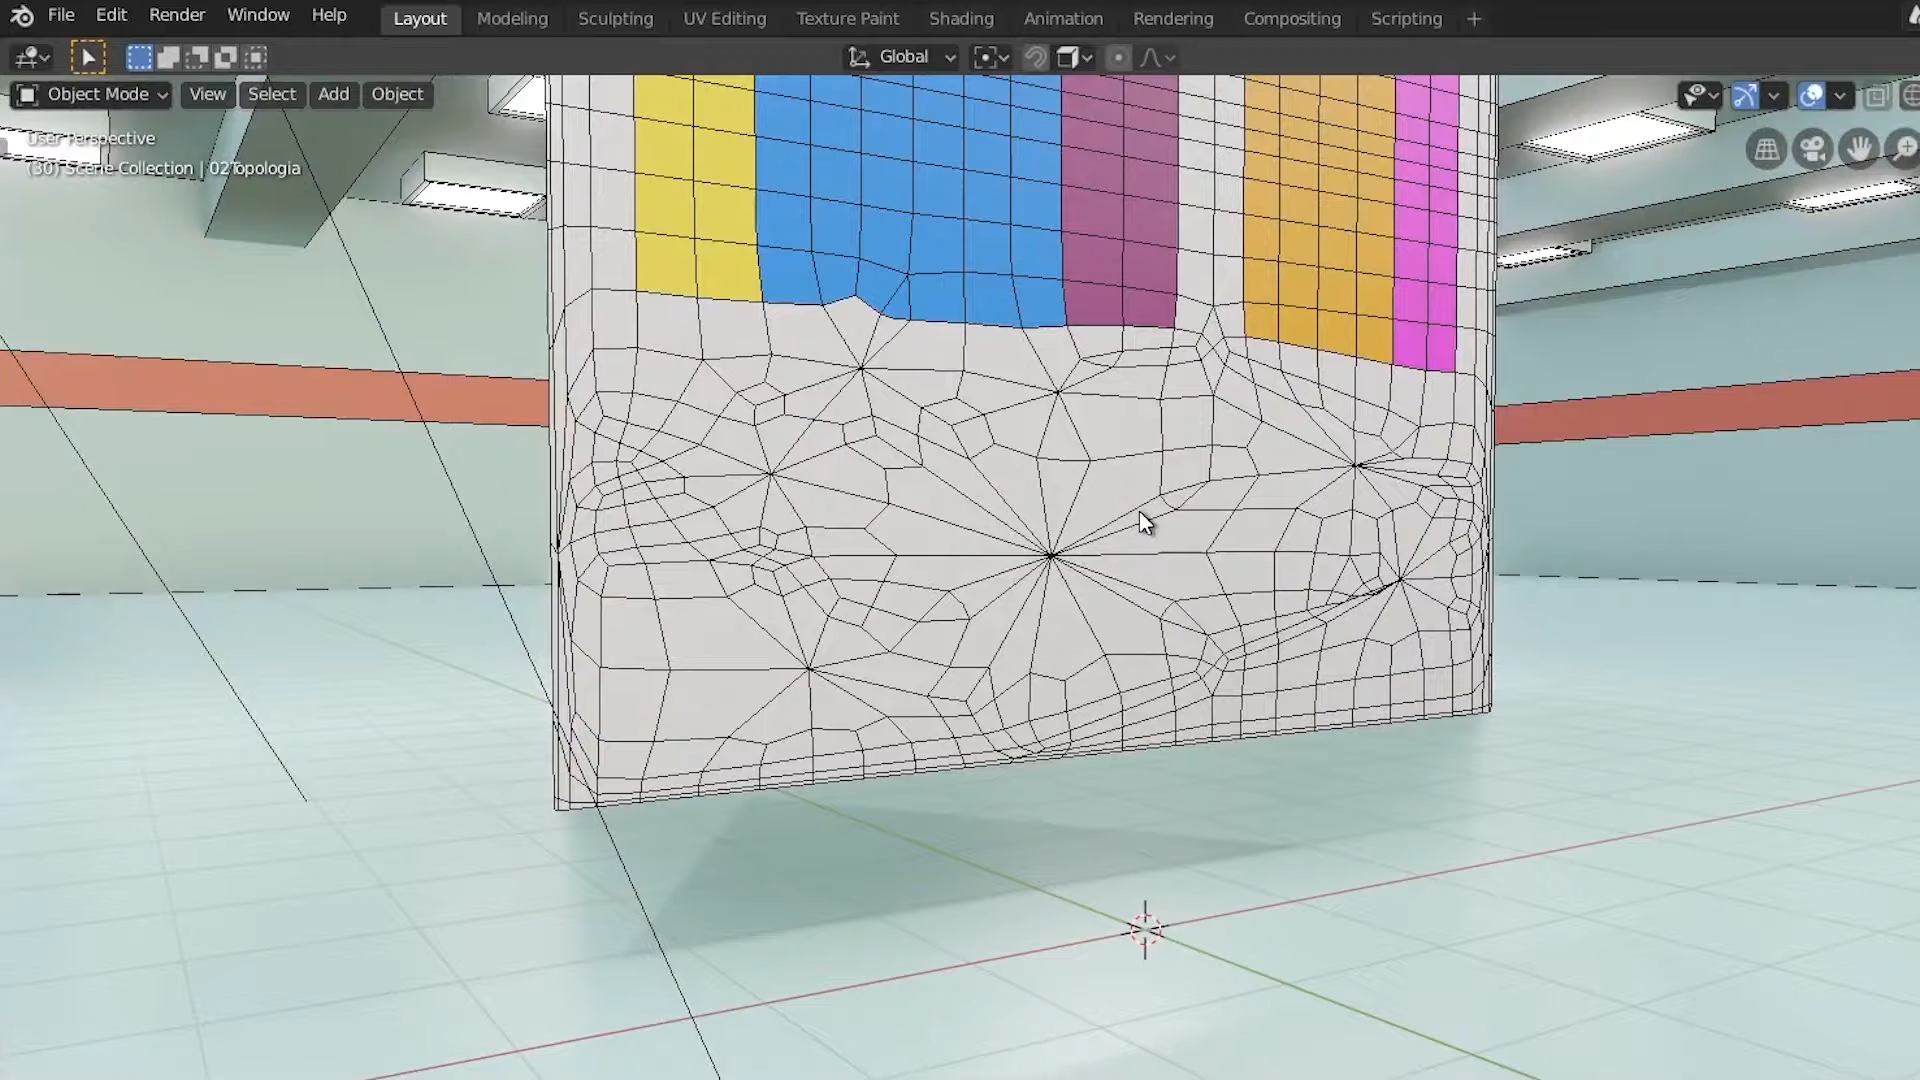 File Edit Render Window Help Layout Modeling Sculpting UV Editing Texture Paint Shading Animation Rendering Compositing Scripting +
Global
Object Mode View Select Add Object
User Perspective
(30) Scene Collection | 02Topologia